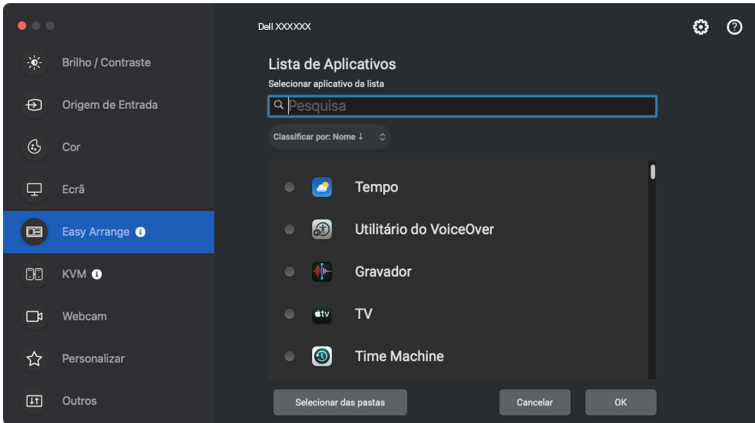 Dell XXXXXX
Brilho / Contraste
Origem de Entrada
Cor
Ecrã
Easy Arrange
KVM
Webcam
Personalizar
Outros
Lista de Aplicativos
Selecionar aplicativo da lista
Pesquisa
Classificar por: Nome ↓
Tempo
Utilitário do VoiceOver
Gravador
tv TV
Time Machine
Selecionar das pastas
Cancelar
OK